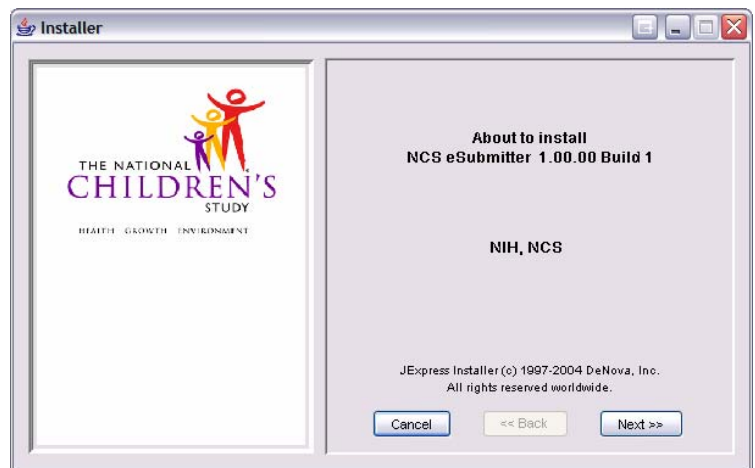 Installer
THE NATIONAL
CHILDREN'S
STUDY
HEALTH GROWTH ENVIRONMENT
About to install
NCS eSubmitter 1.00.00 Build 1
NIH, NCS
JExpress Installer (c) 1997-2004 DeNova, Inc.
All rights reserved worldwide.
Cancel
<< Back
Next >>